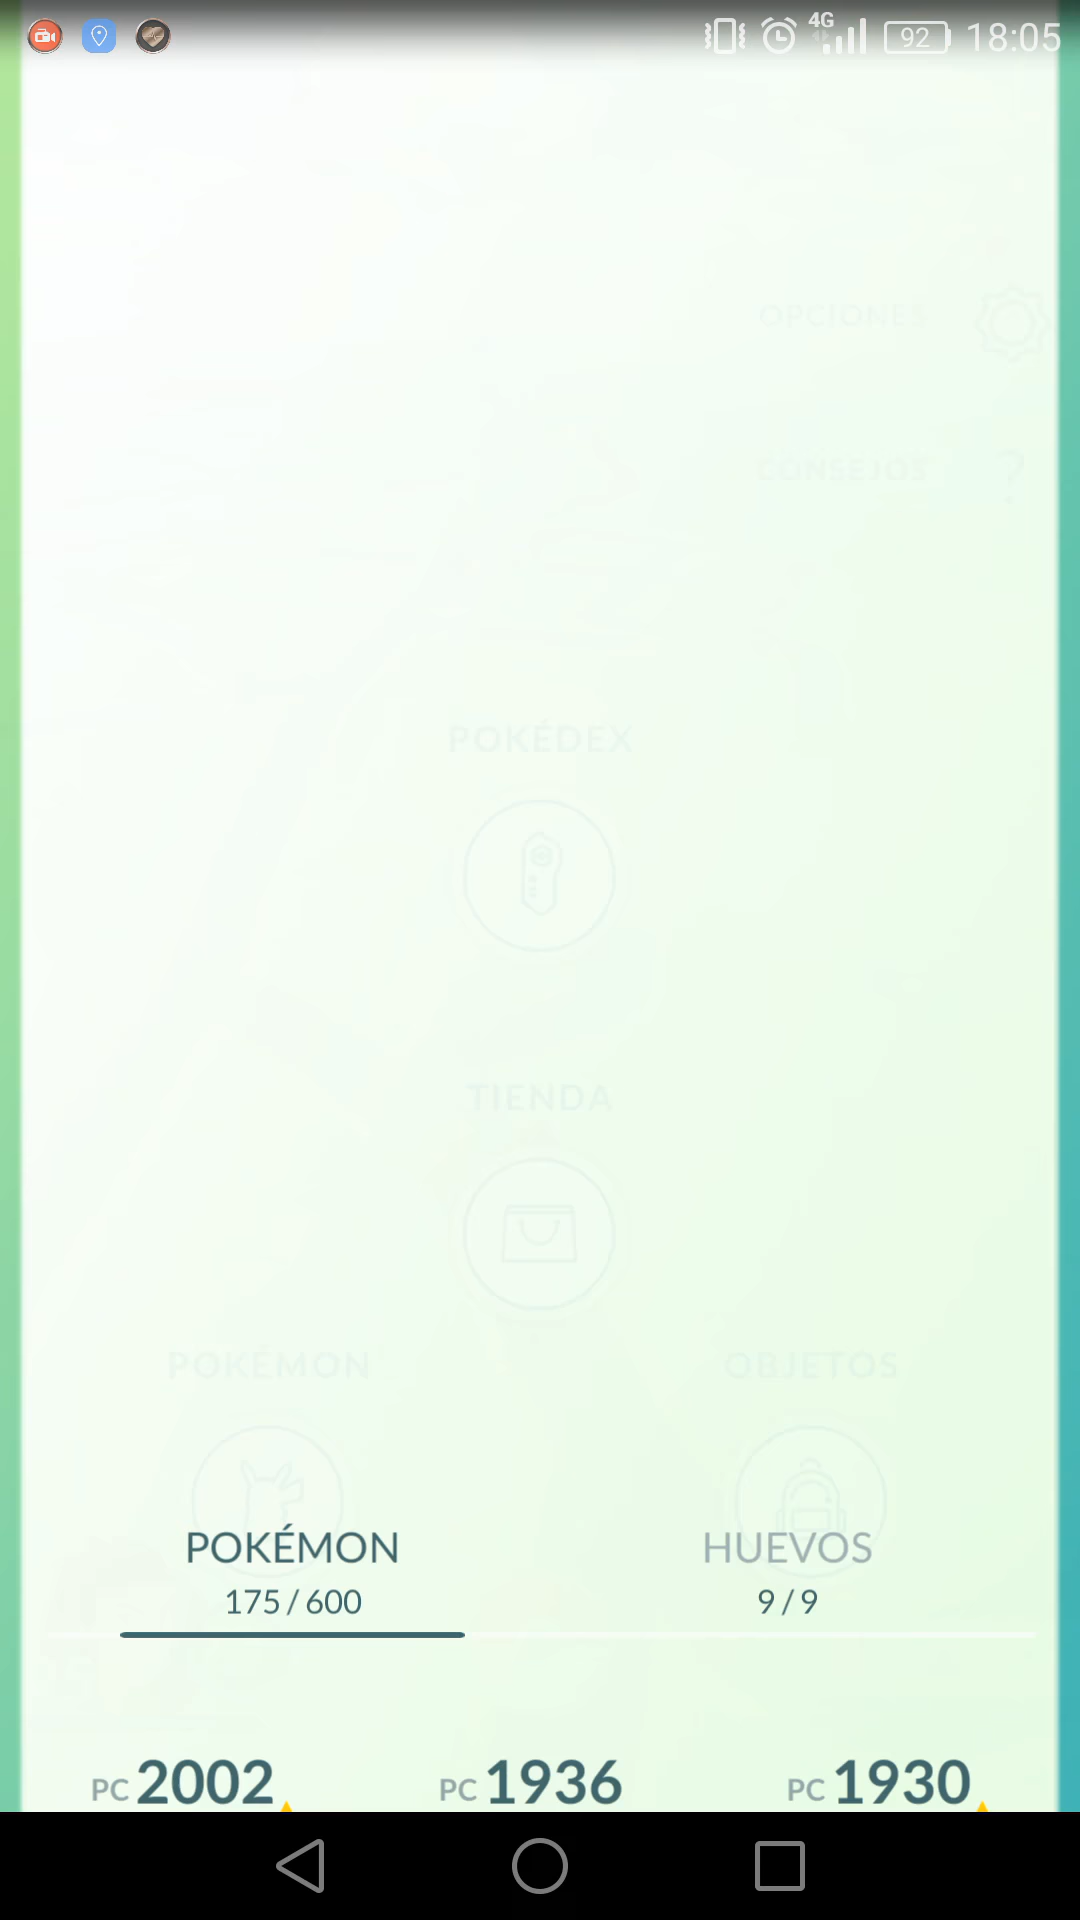 4G 92 18:05
OPCIONES
CONSEJOS ?
POKÉDEX
TIENDA
POKÉMON OBJETOS
POKÉMON HUEVOS
175 / 600 9 / 9
PC 2002 PC 1936 PC 1930